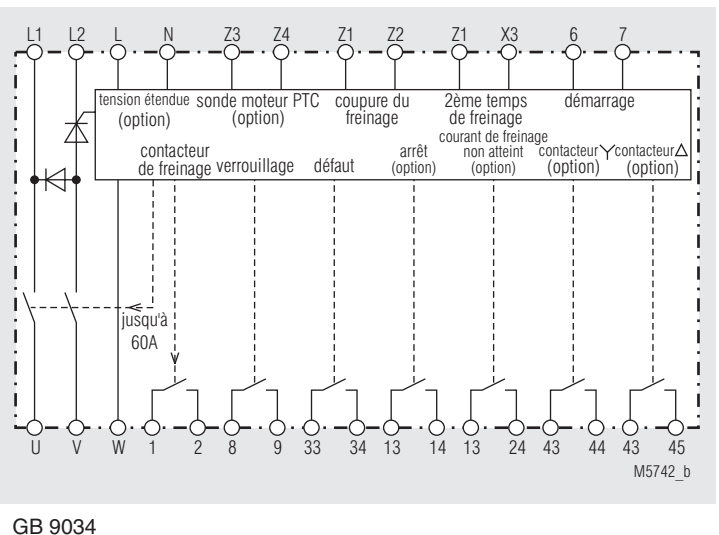 L1 L2 L N Z3 Z4 Z1 Z2 Z1 X3 6 7
tension étendue
(option)
sonde moteur PTC
(option)
coupure du
freinage
2ème temps
de freinage
démarrage
contacteur
de freinage
verrouillage
défaut
arrêt
(option)
courant de freinage
non atteint
(option)
contacteur Y
(option)
contacteur Δ
(option)
jusqu'à
60A
U V W 1 2 8 9 33 34 13 14 13 24 43 44 43 45
M5742_b
GB 9034